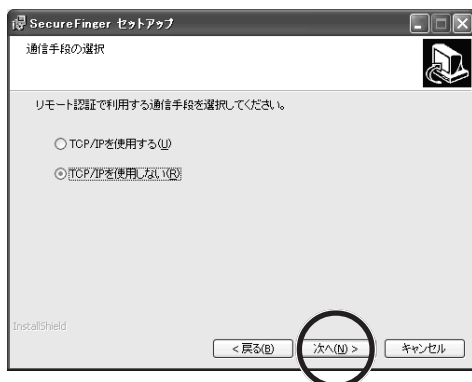 SecureFinger セットアップ
通信手段の選択
リモート認証で利用する通信手段を選択してください。
TCP/IPを使用する(U)
TCP/IPを使用しない(R)
InstallShield
< 戻る(B) 次へ(N) > キャンセル